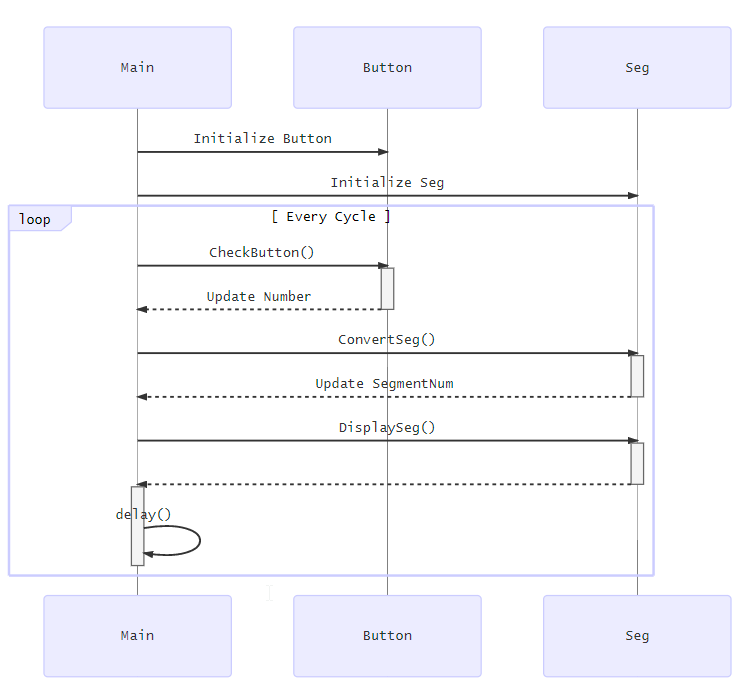 Main
Button
Seg
Initialize Button
Initialize Seg
loop
[ Every Cycle ]
CheckButton()
Update Number
ConvertSeg()
Update SegmentNum
DisplaySeg()
delay()
Main
Button
Seg